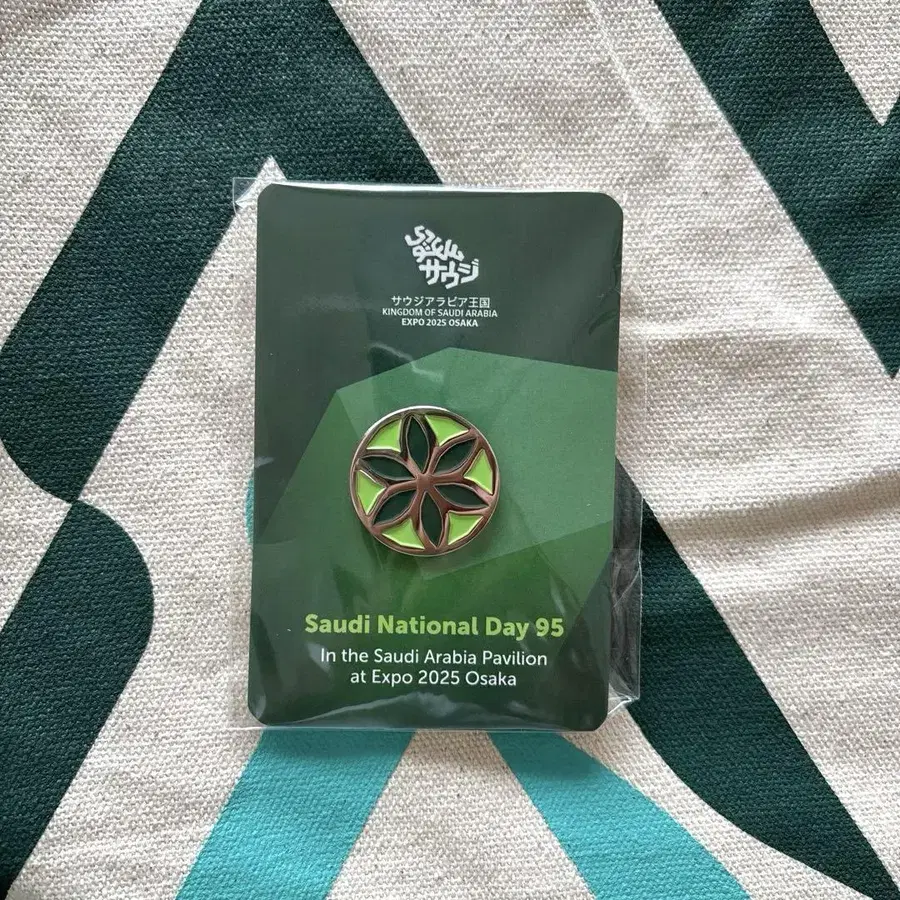 サウジ
サウジアラビア王国
KINGDOM OF SAUDI ARABIA
EXPO 2025 OSAKA
Saudi National Day 95
In the Saudi Arabia Pavilion
at Expo 2025 Osaka